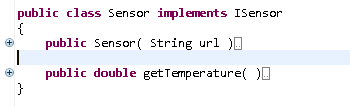 public class Sensor implements ISensor
{
public Sensor( String url )
public double getTemperature( )
}